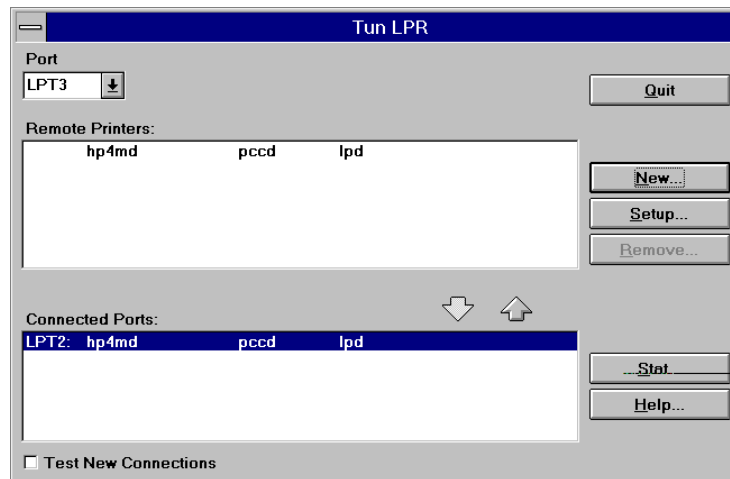 Tun LPR
Port
LPT3
Quit
Remote Printers:
hp4md pccd lpd
New...
Setup...
Remove...
Connected Ports:
LPT2: hp4md pccd lpd
Stat
Help...
Test New Connections